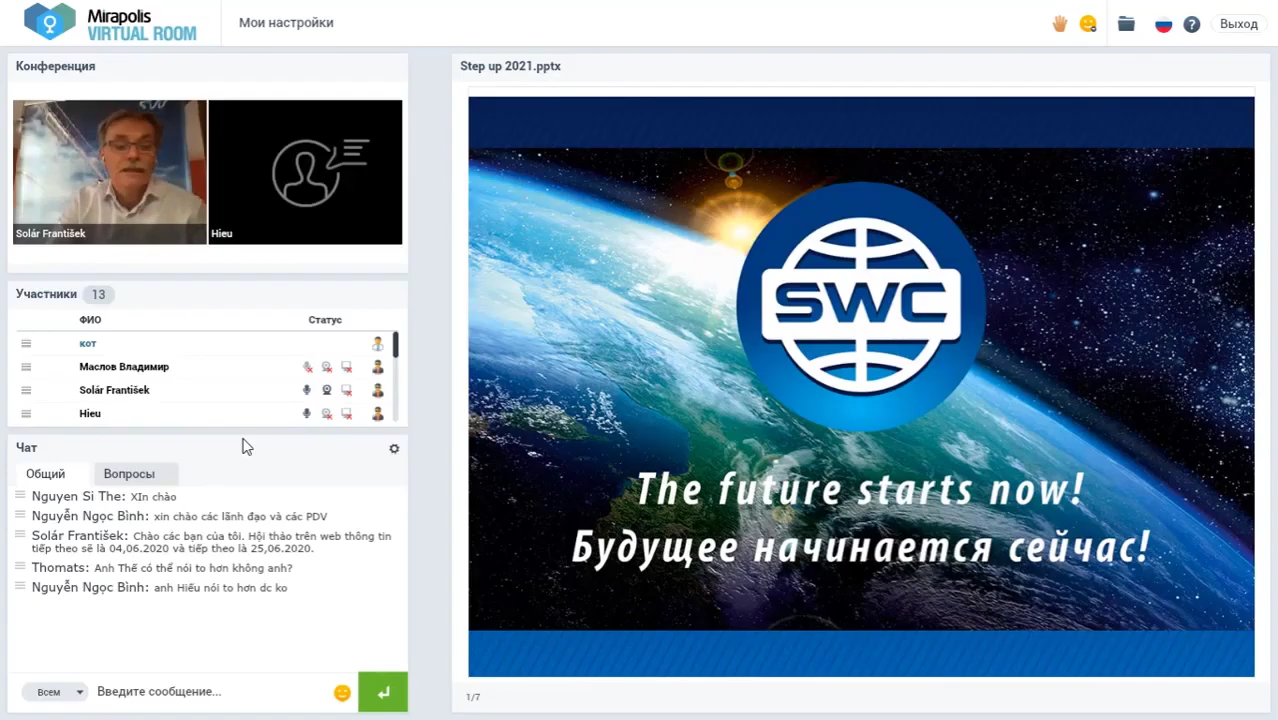 Mirapolis
VIRTUAL ROOM
Мои настройки
?
Выход
Конференция
Solár František
Hieu
Участники 13
ФИО Статус
кот
Маслов Владимир
Solár František
Hieu
Чат
Общий Вопросы
Nguyen Si The: XIn chào
Nguyễn Ngọc Bình: xin chào các lãnh đạo và các PDV
Solár František: Chào các bạn của tôi. Hội thảo trên web thông tin
tiếp theo sẽ là 04,06.2020 và tiếp theo là 25,06.2020.
Thomats: Anh Thế có thể nói to hơn không anh?
Nguyễn Ngọc Bình: anh Hiếu nói to hơn dc ko
Всем Введите сообщение...
Step up 2021.pptx
SWC
The future starts now!
Будущее начинается сейчас!
1/7